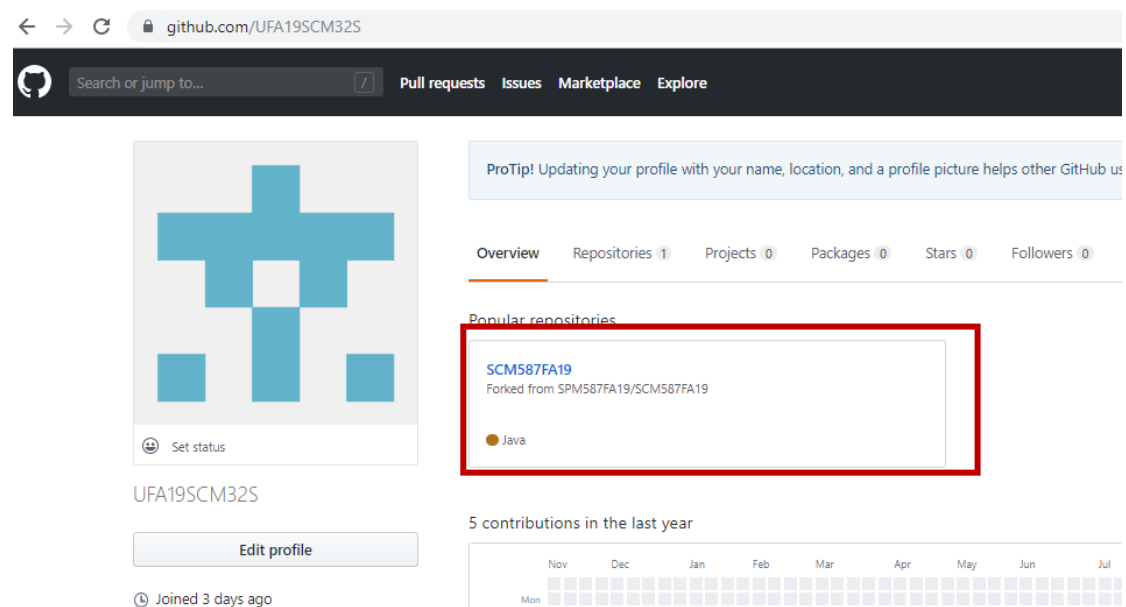 github.com/UFA19SCM32S
Search or jump to... /
Pull requests Issues Marketplace Explore
ProTip! Updating your profile with your name, location, and a profile picture helps other GitHub us
Overview Repositories 1 Projects 0 Packages 0 Stars 0 Followers 0
Popular repositories
SCM587FA19
Forked from SPM587FA19/SCM587FA19
Java
Set status
UFA19SCM32S
Edit profile
Joined 3 days ago
5 contributions in the last year
Nov Dec Jan Feb Mar Apr May Jun Jul
Mon